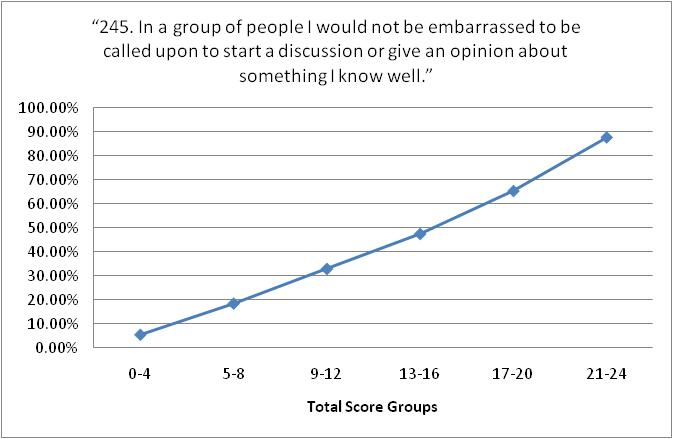 “245. In a group of people I would not be embarrassed to be
called upon to start a discussion or give an opinion about
something I know well.”
100.00%
90.00%
80.00%
70.00%
60.00%
50.00%
40.00%
30.00%
20.00%
10.00%
0.00%
0-4 5-8 9-12 13-16 17-20 21-24
Total Score Groups